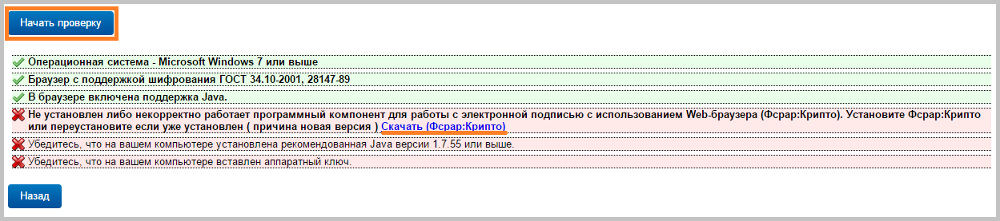 Начать проверку
Операционная система - Microsoft Windows 7 или выше
Браузер с поддержкой шифрования ГОСТ 34.10-2001, 28147-89
В браузере включена поддержка Java.
Не установлен либо некорректно работает программный компонент для работы с электронной подписью с использованием Web-браузера (Фсрар:Крипто). Установите Фсрар:Крипто
или переустановите если уже установлен ( причина новая версия ) Скачать (Фсрар:Крипто)
Убедитесь, что на вашем компьютере установлена рекомендованная Java версии 1.7.55 или выше.
Убедитесь, что на вашем компьютере вставлен аппаратный ключ.
Назад